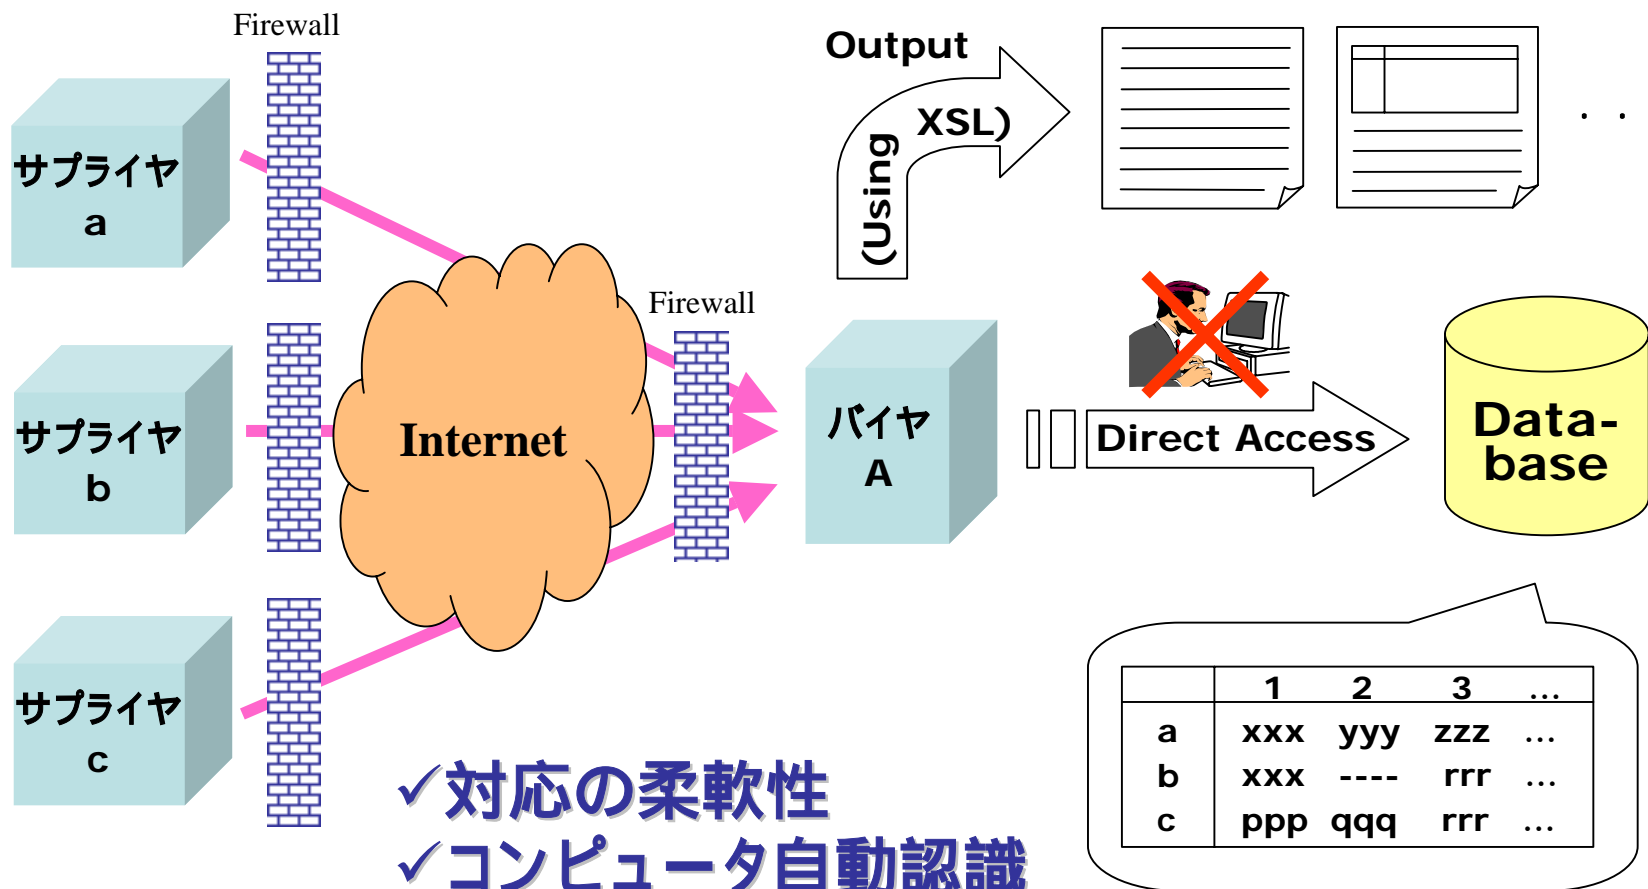 Firewall
サプライヤ
a
サプライヤ
b
サプライヤ
c
Internet
Firewall
バイヤ
A
Output
(Using XSL)
. .
Direct Access
Data-
base
1 2 3 ...
a xxx yyy zzz ...
b xxx ---- rrr ...
c ppp qqq rrr ...
✓対応の柔軟性
✓コンピュータ自動認識